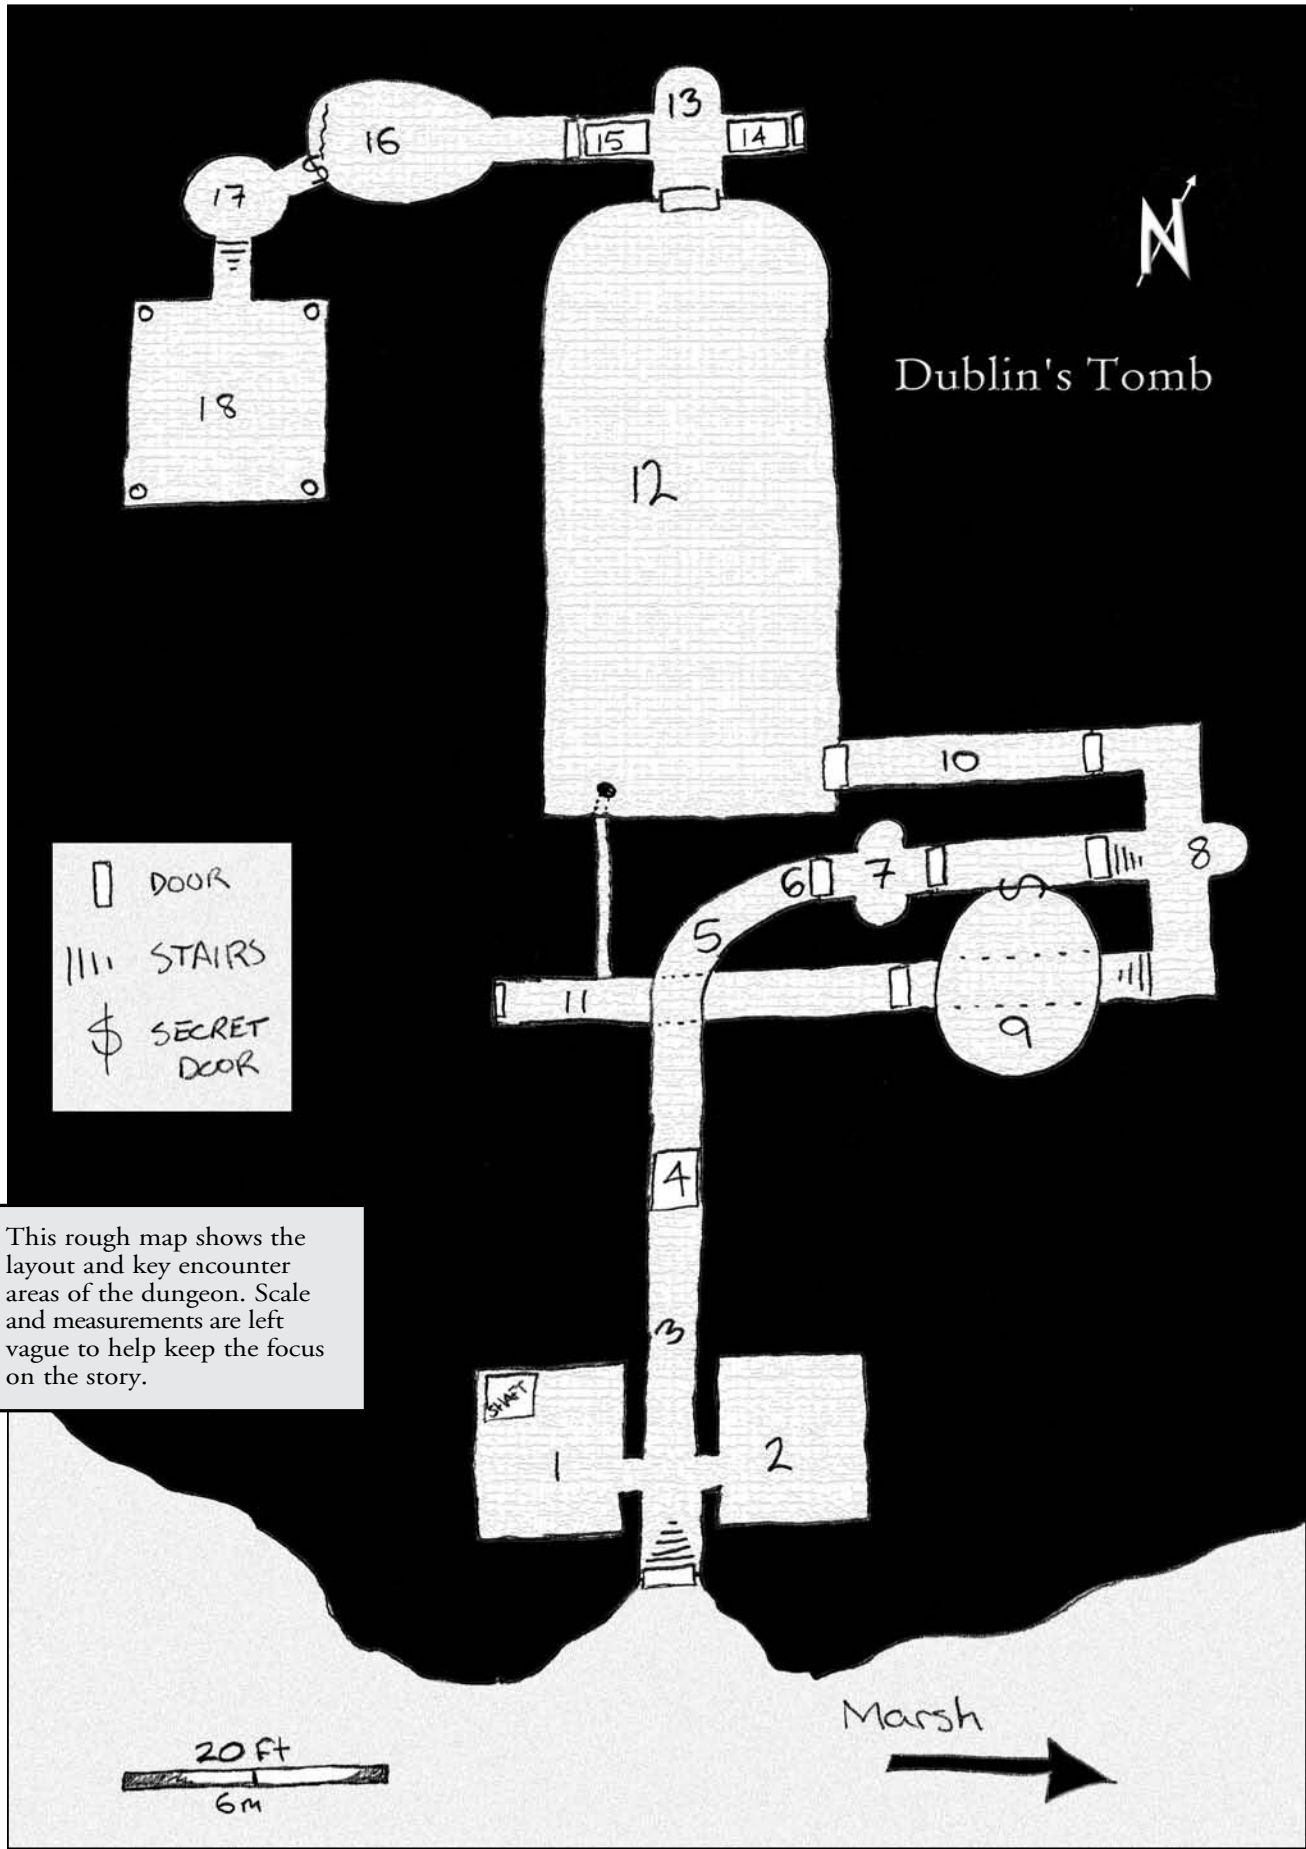 13
16
15
14
17
N
Dublin's Tomb
18
12
10
8
6
7
5
DOOR
STAIRS
SECRET
DOOR
11
9
4
This rough map shows the
layout and key encounter
areas of the dungeon. Scale
and measurements are left
vague to help keep the focus
on the story.
3
SHAFT
1
2
Marsh
20 ft
6m